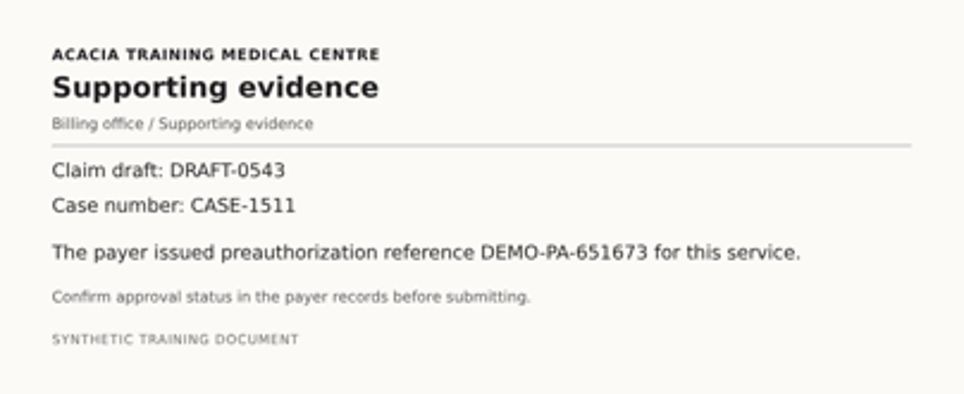 ACACIA TRAINING MEDICAL CENTRE
Supporting evidence
Billing office / Supporting evidence
Claim draft: DRAFT-0543
Case number: CASE-1511
The payer issued preauthorization reference DEMO-PA-651673 for this service.
Confirm approval status in the payer records before submitting.
SYNTHETIC TRAINING DOCUMENT